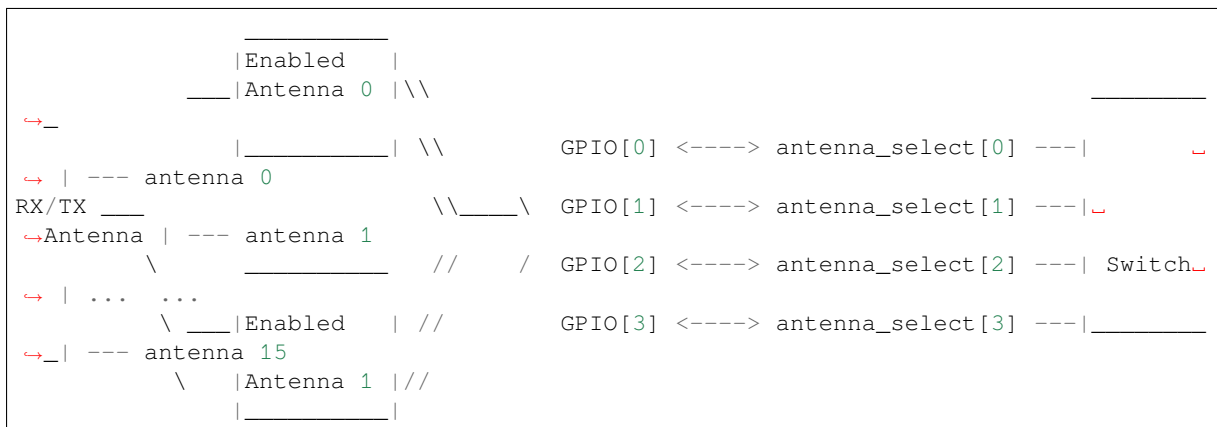 __________
               |Enabled   |
            ___|Antenna 0 |\\                                              ________
↪_
               |__________| \\        GPIO[0] <----> antenna_select[0] ---|       ␣
↪ | --- antenna 0
RX/TX ___                    \\____\  GPIO[1] <----> antenna_select[1] ---|␣
↪Antenna | --- antenna 1
         \      __________   //    /  GPIO[2] <----> antenna_select[2] ---| Switch␣
↪ | ...  ...
          \ ___|Enabled   | //        GPIO[3] <----> antenna_select[3] ---|________
↪_| --- antenna 15
           \   |Antenna 1 |//
               |__________|